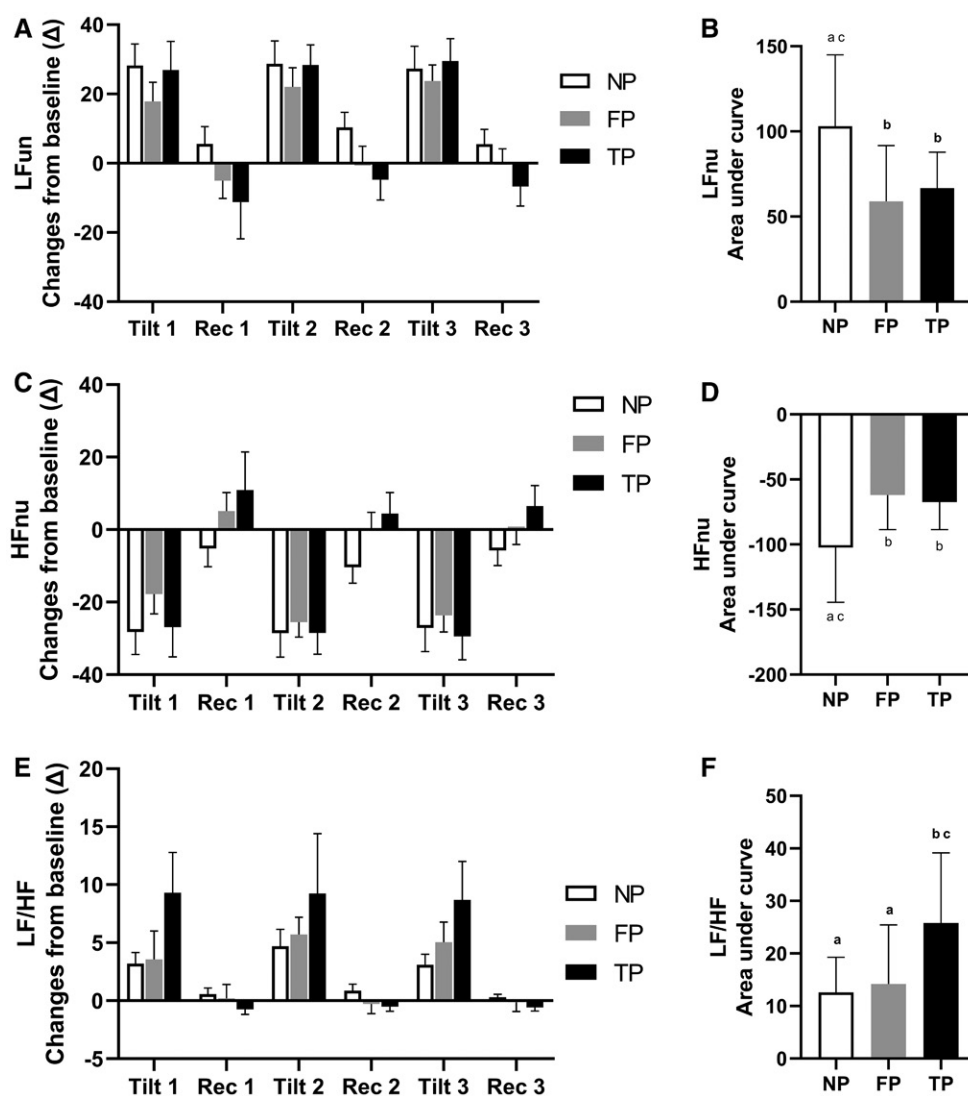 A
LFun
Changes from baseline (Δ)
40
20
0
-20
-40
Tilt 1 Rec 1 Tilt 2 Rec 2 Tilt 3 Rec 3
NP
FP
TP
B
LFnu
Area under curve
150
100
50
0
a c
b
b
NP FP TP
C
HFnu
Changes from baseline (Δ)
40
20
0
-20
-40
Tilt 1 Rec 1 Tilt 2 Rec 2 Tilt 3 Rec 3
NP
FP
TP
D
HFnu
Area under curve
0
-50
-100
-150
-200
a c
b
b
NP FP TP
E
LF/HF
Changes from baseline (Δ)
20
15
10
5
0
-5
Tilt 1 Rec 1 Tilt 2 Rec 2 Tilt 3 Rec 3
NP
FP
TP
F
LF/HF
Area under curve
50
40
30
20
10
0
a
a
b c
NP FP TP